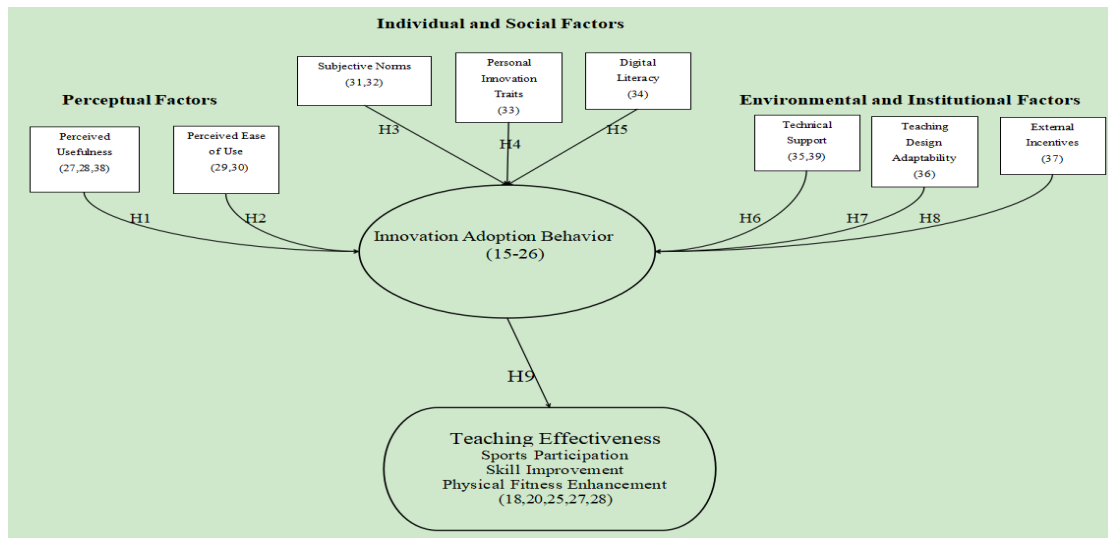 Individual and Social Factors
Subjective Norms
(31,32)
Personal
Innovation
Traits
(33)
Digital
Literacy
(34)
Perceptual Factors
Perceived
Usefulness
(27,28,38)
Perceived Ease
of Use
(29,30)
Environmental and Institutional Factors
Technical
Support
(35,39)
Teaching
Design
Adaptability
(36)
External
Incentives
(37)
H3
H4
H5
H1
H2
H6
H7
H8
Innovation Adoption Behavior
(15-26)
H9
Teaching Effectiveness
Sports Participation
Skill Improvement
Physical Fitness Enhancement
(18,20,25,27,28)